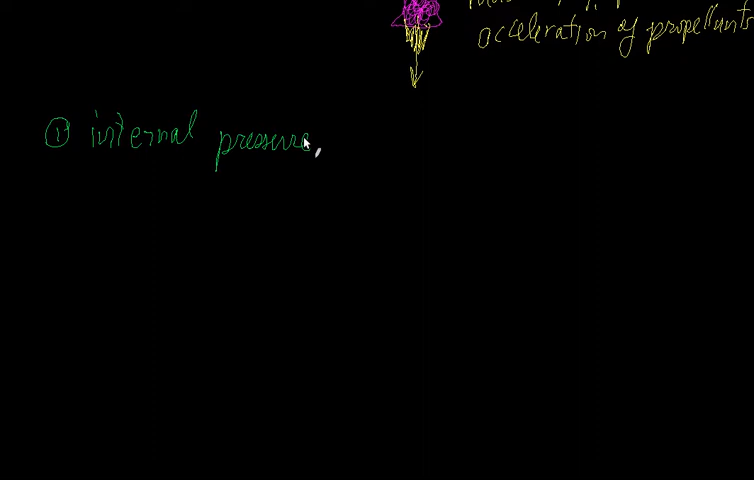 acceleration of propellants
① internal pressure,